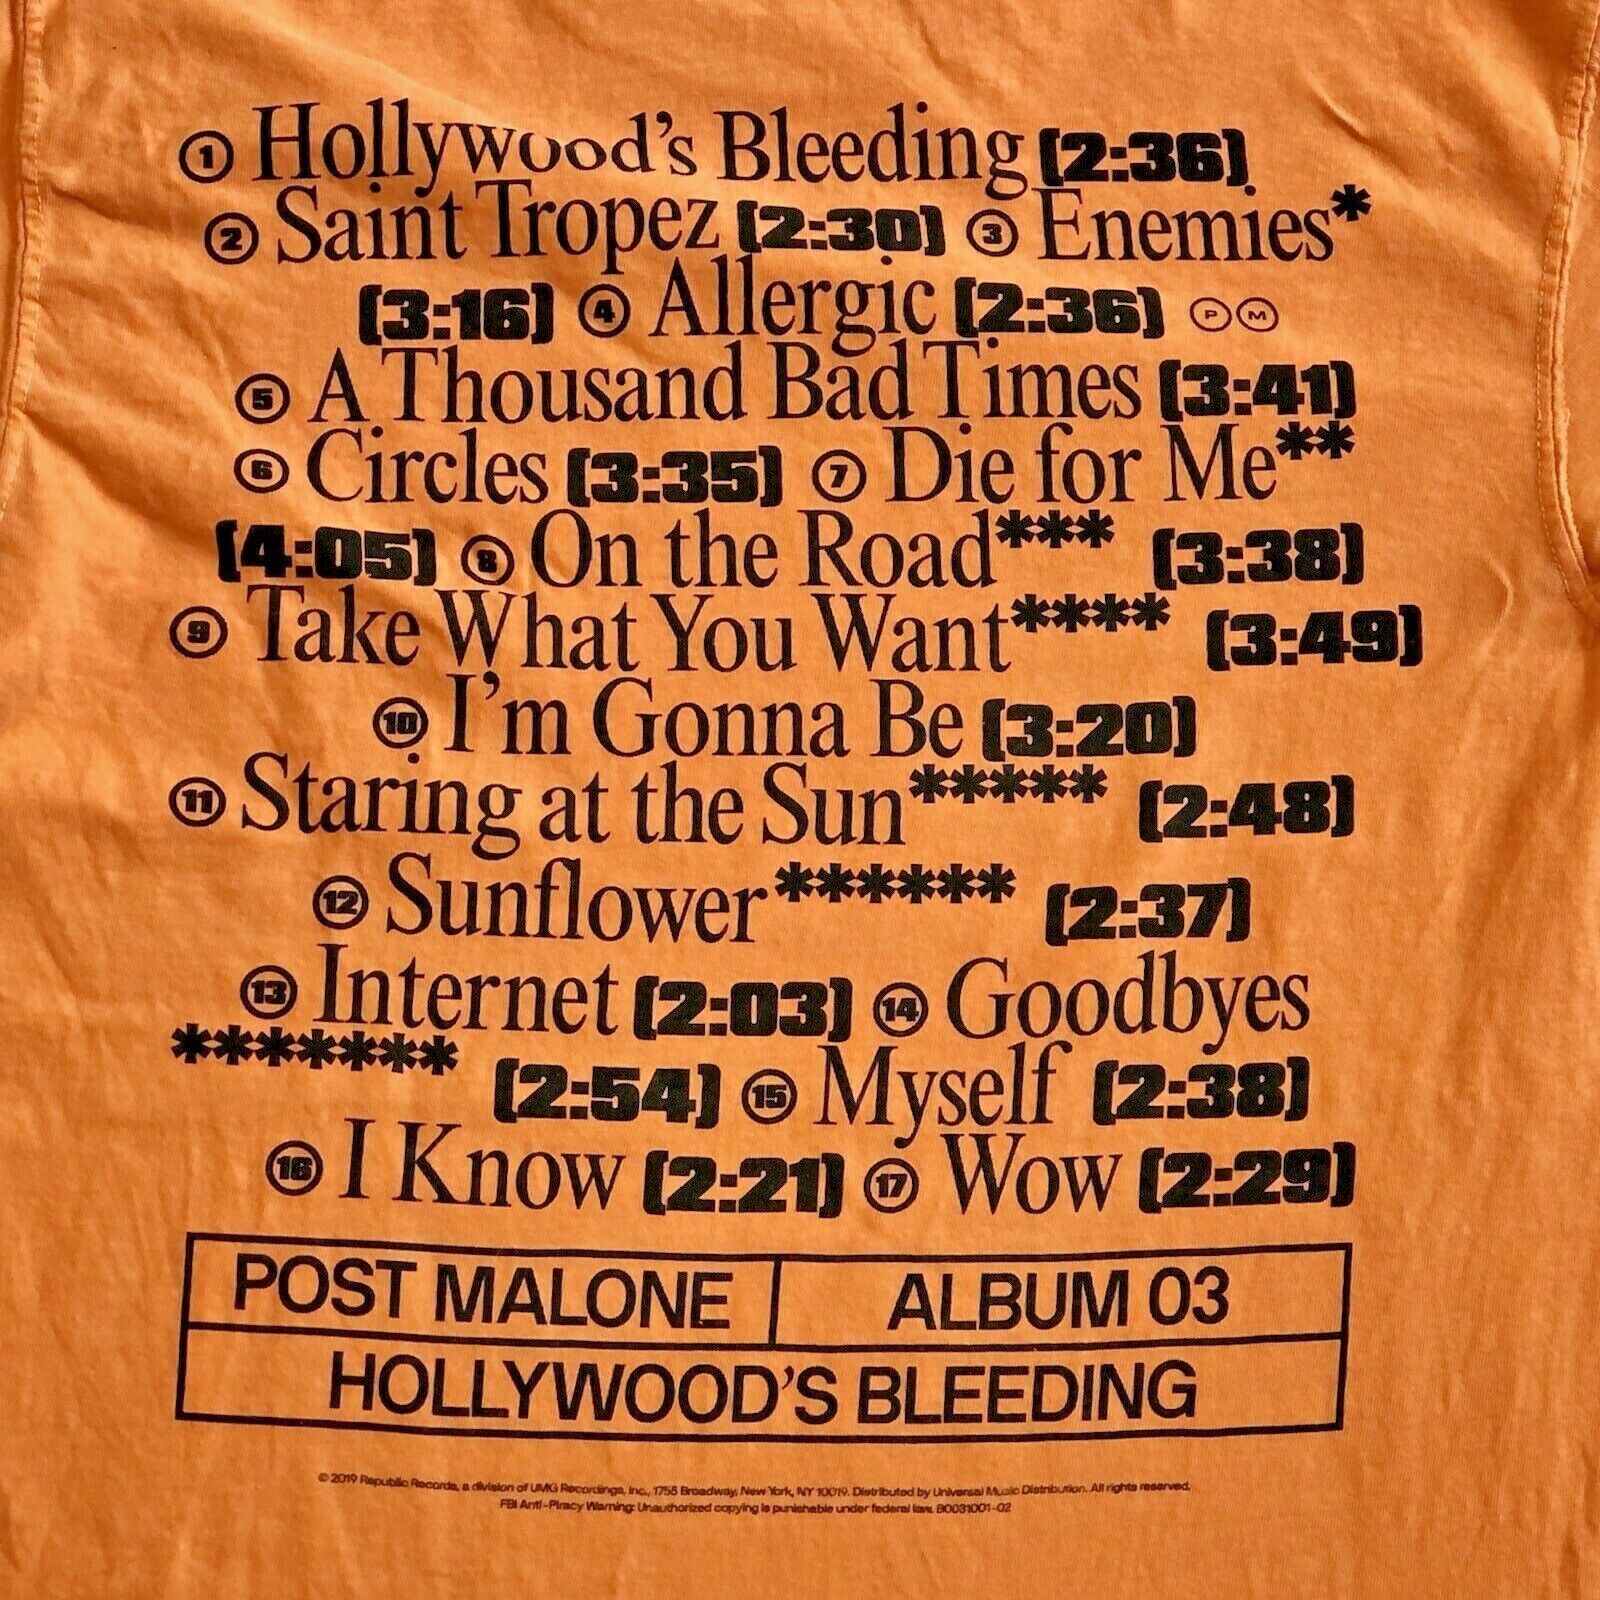 1 Hollywood's Bleeding [2:36]
2 Saint Tropez [2:30] 3 Enemies*
[3:16] 4 Allergic [2:36] P M
5 A Thousand Bad Times [3:41]
6 Circles [3:35] 7 Die for Me**
[4:05] 8 On the Road*** [3:38]
9 Take What You Want**** [3:49]
10 I'm Gonna Be [3:20]
11 Staring at the Sun***** [2:48]
12 Sunflower****** [2:37]
13 Internet [2:03] 14 Goodbyes
******* [2:54] 15 Myself [2:38]
16 I Know [2:21] 17 Wow [2:29]
POST MALONE ALBUM 03
HOLLYWOOD'S BLEEDING
© 2019 Republic Records, a division of UMG Recordings, Inc., 1755 Broadway, New York, NY 10019. Distributed by Universal Music Distribution. All rights reserved.
FBI Anti-Piracy Warning: Unauthorized copying is punishable under federal law. B0031001-02